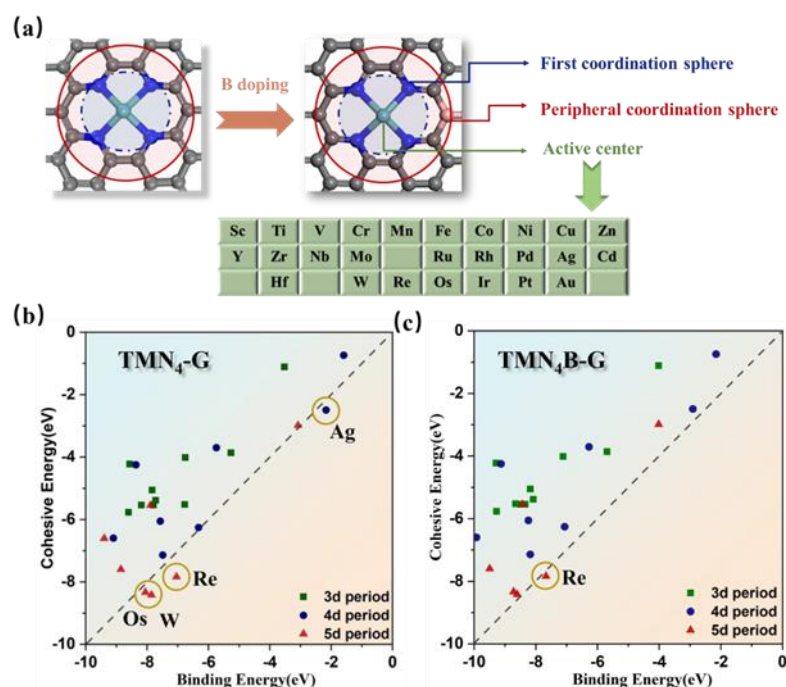 (a)
B doping
First coordination sphere
Peripheral coordination sphere
Active center
Sc Ti V Cr Mn Fe Co Ni Cu Zn
Y Zr Nb Mo Ru Rh Pd Ag Cd
Hf W Re Os Ir Pt Au
(b)
TMN₄-G
Cohesive Energy(eV)
0
-2
-4
-6
-8
-10
Ag
Re
Os W
3d period
4d period
5d period
-10 -8 -6 -4 -2 0
Binding Energy(eV)
(c)
TMN₄B-G
Cohesive Energy(eV)
0
-2
-4
-6
-8
-10
Re
3d period
4d period
5d period
-10 -8 -6 -4 -2 0
Binding Energy(eV)